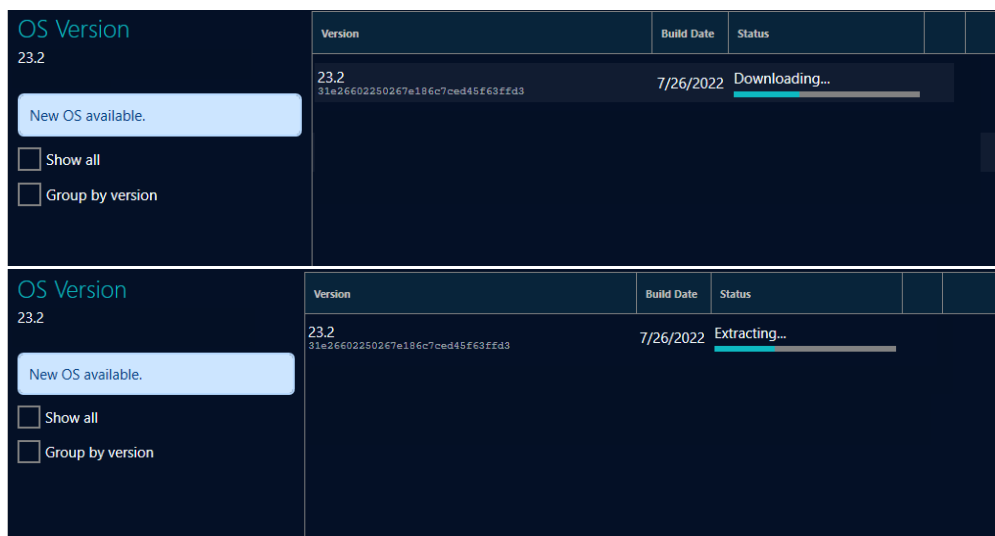 OS Version
23.2
New OS available.
Show all
Group by version
Version Build Date Status
23.2 7/26/2022 Downloading...
31e26602250267e186c7ced45f63ffd3
OS Version
23.2
New OS available.
Show all
Group by version
Version Build Date Status
23.2 7/26/2022 Extracting...
31e26602250267e186c7ced45f63ffd3